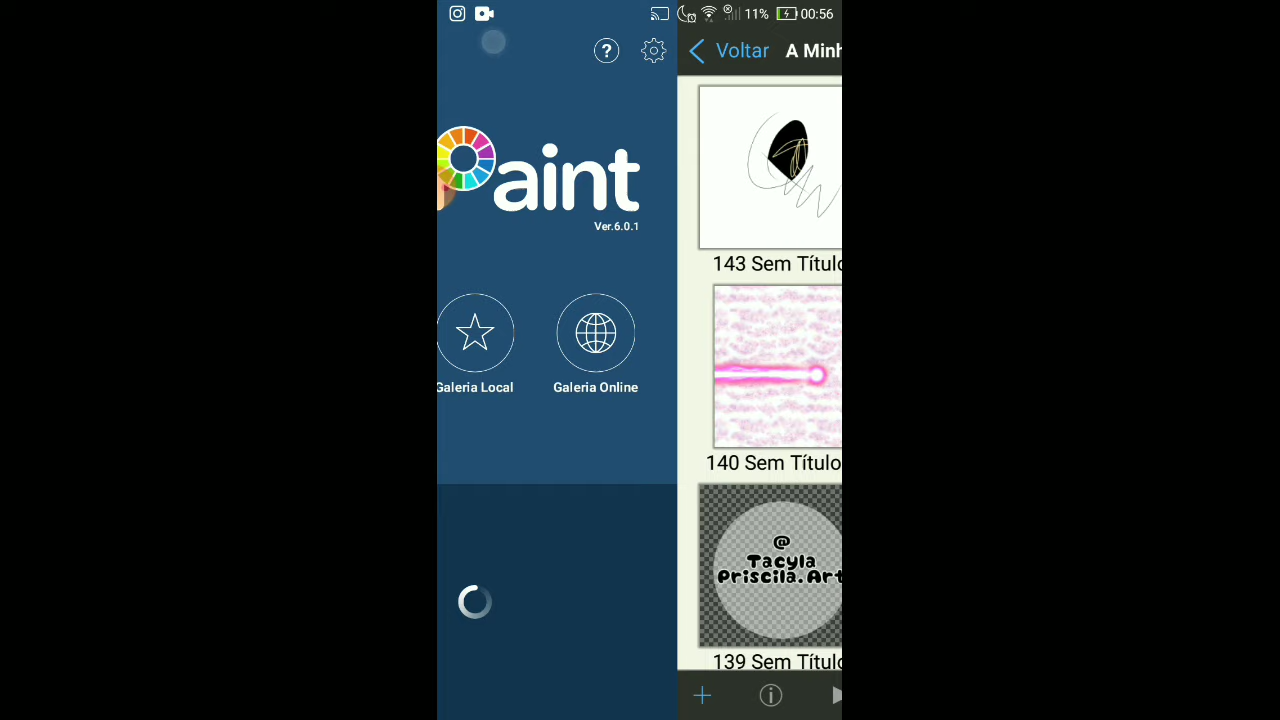 11% 00:56
?
Paint
Ver.6.0.1
Galeria Local
Galeria Online
Voltar
A Minh
143 Sem Título
140 Sem Título
@
Tacyla
Priscila.Art
139 Sem Título